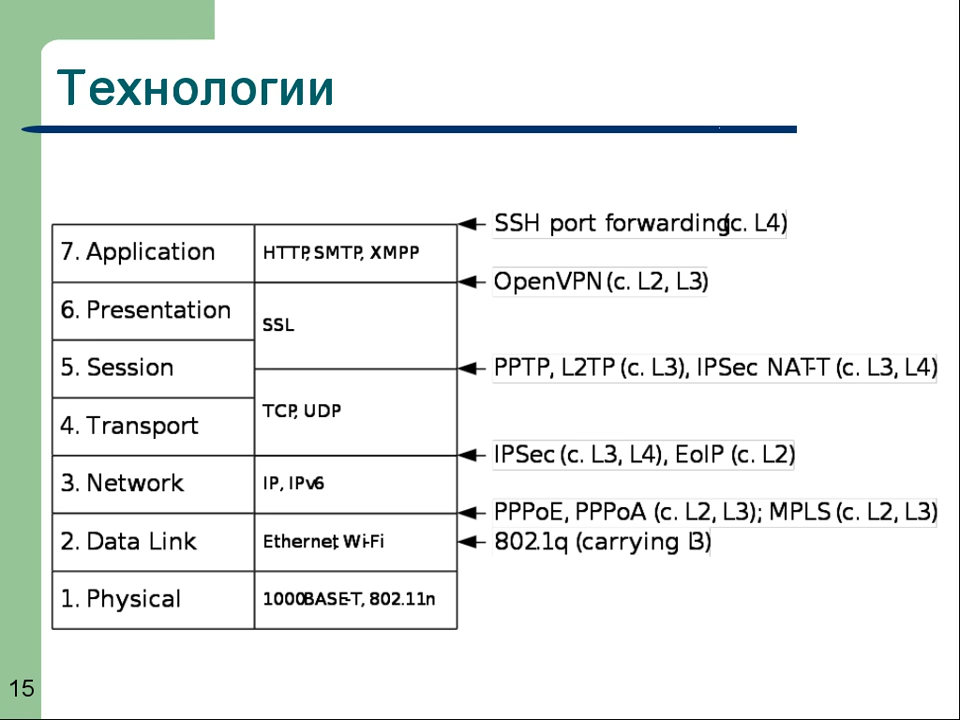 Технологии
SSH port forwarding (c. L4)
7. Application
HTTP, SMTP, XMPP
OpenVPN (c. L2, L3)
6. Presentation
SSL
5. Session
PPTP, L2TP (c. L3), IPSec NAT-T (c. L3, L4)
TCP, UDP
4. Transport
IPSec (c. L3, L4), EoIP (c. L2)
3. Network
IP, IPv6
PPPoE, PPPoA (c. L2, L3); MPLS (c. L2, L3)
2. Data Link
Ethernet, Wi-Fi
802.1q (carrying l3)
1. Physical
1000BASE-T, 802.11n
15